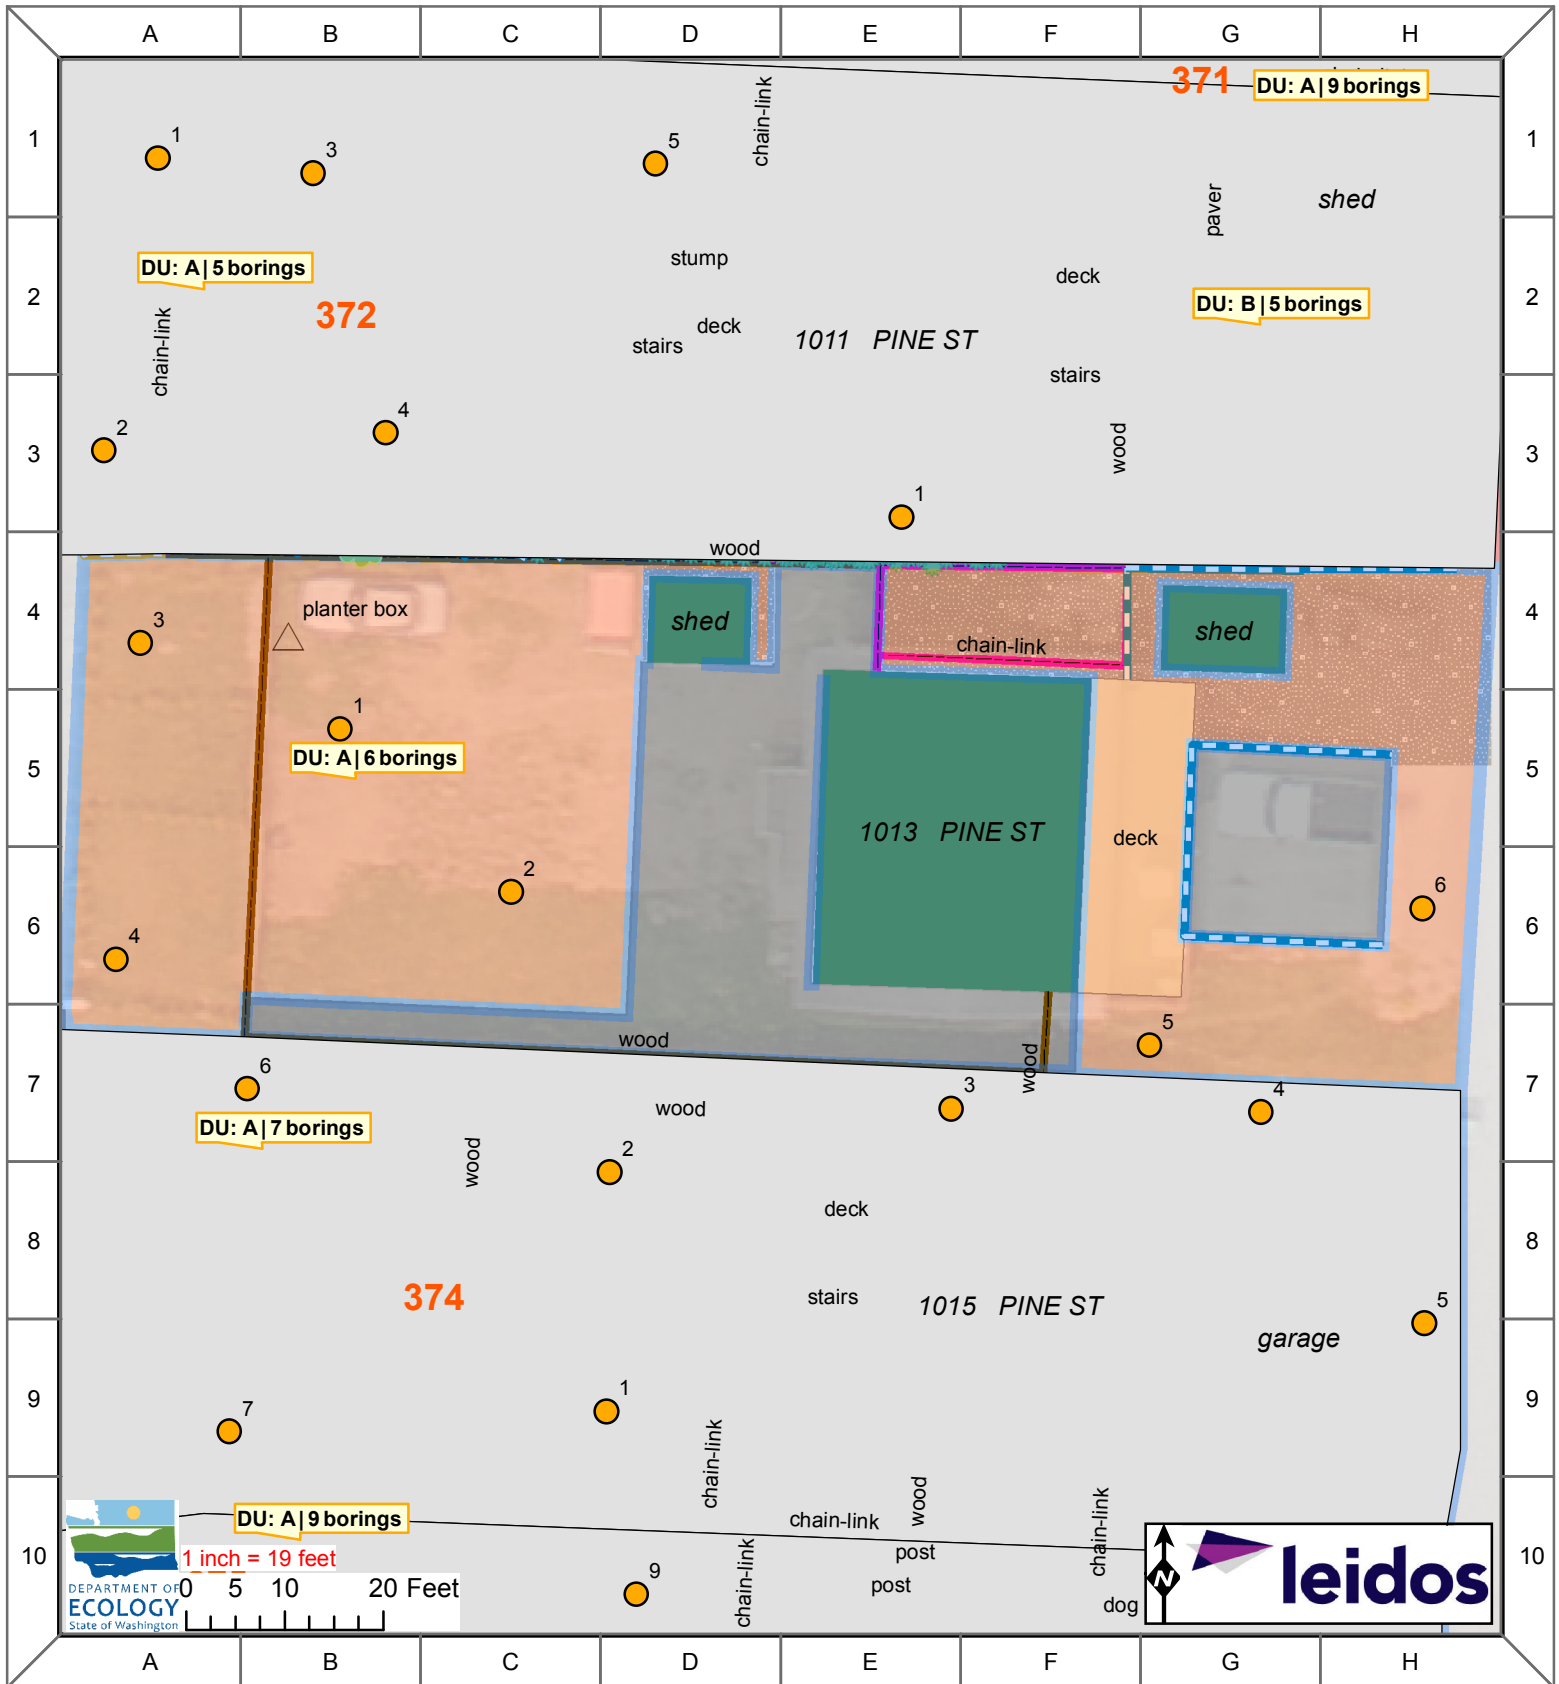 A B C D E F G H
371 DU: A | 9 borings
1 1
chain-link
1 3 5
paver
shed
DU: A | 5 borings
stump
deck
DU: B | 5 borings
2 2
372
chain-link
stairs deck
1011 PINE ST
stairs
2 4
wood
3 3
1
wood
planter box
3
shed
chain-link
shed
4 4
1
DU: A | 6 borings
5 5
1013 PINE ST
deck
2
6
4
6 6
5
wood
wood
6
3
4
7 7
wood
DU: A | 7 borings
wood
2
deck
8 8
374
stairs
1015 PINE ST
5
garage
1
7
9 9
chain-link
DU: A | 9 borings
chain-link
wood
chain-link
post
10 10
1 inch = 19 feet
9
chain-link
post
dog
DEPARTMENT OF
ECOLOGY
State of Washington
0 5 10 20 Feet
N
leidos
A B C D E F G H